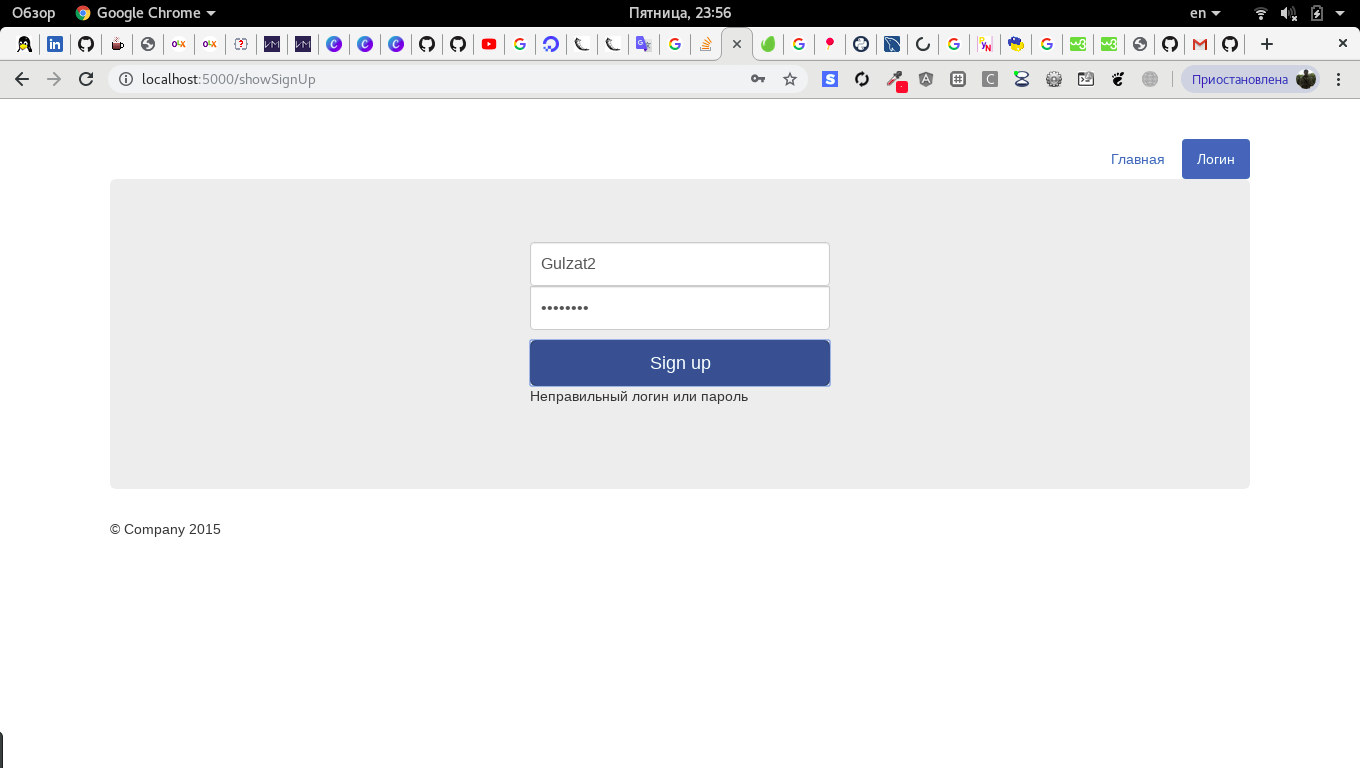 Обзор Google Chrome Пятница, 23:56 en
localhost:5000/showSignUp Приостановлена
Главная Логин
Gulzat2
••••••••
Sign up
Неправильный логин или пароль
© Company 2015